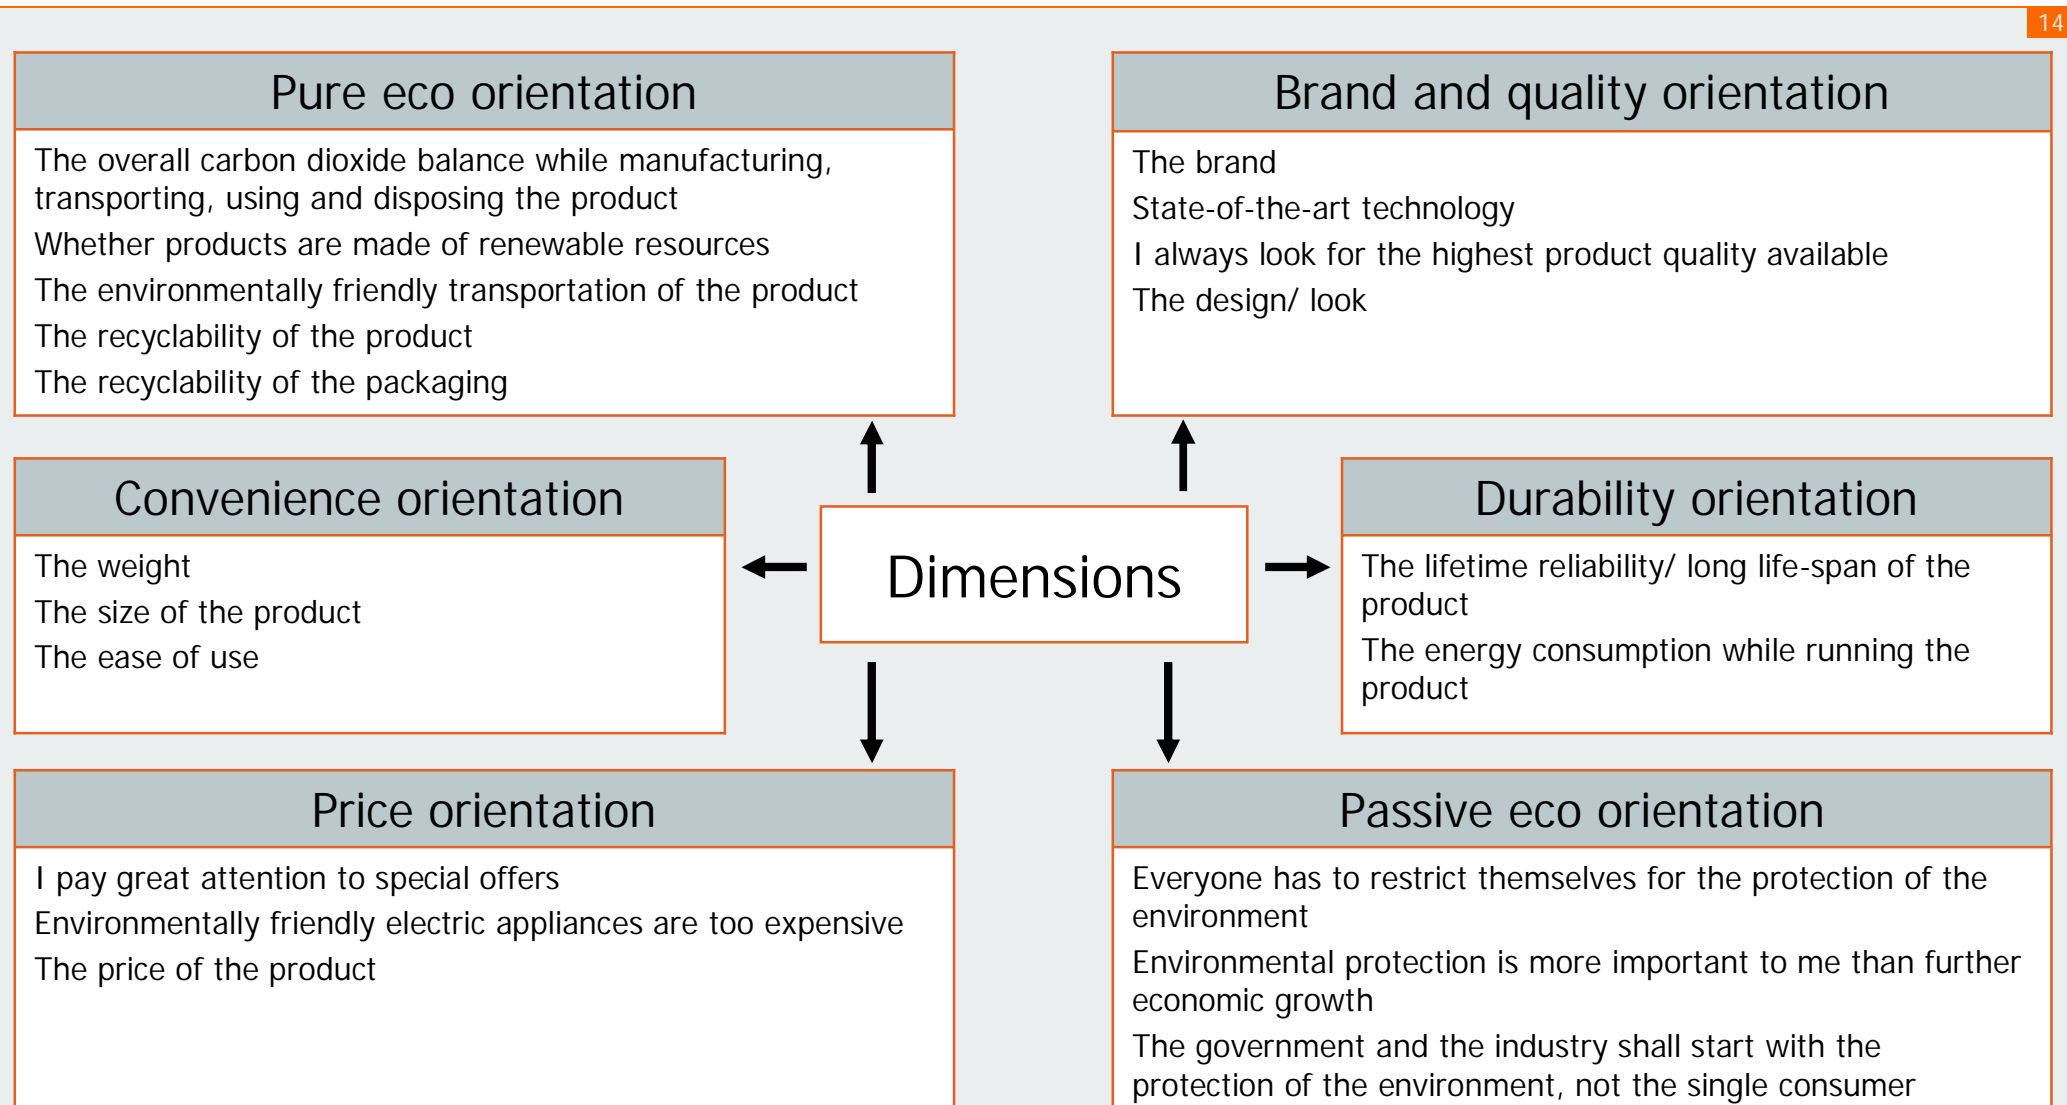 14
Pure eco orientation
The overall carbon dioxide balance while manufacturing,
transporting, using and disposing the product
Whether products are made of renewable resources
The environmentally friendly transportation of the product
The recyclability of the product
The recyclability of the packaging
Brand and quality orientation
The brand
State-of-the-art technology
I always look for the highest product quality available
The design/ look
Convenience orientation
The weight
The size of the product
The ease of use
Dimensions
Durability orientation
The lifetime reliability/ long life-span of the
product
The energy consumption while running the
product
Price orientation
I pay great attention to special offers
Environmentally friendly electric appliances are too expensive
The price of the product
Passive eco orientation
Everyone has to restrict themselves for the protection of the
environment
Environmental protection is more important to me than further
economic growth
The government and the industry shall start with the
protection of the environment, not the single consumer